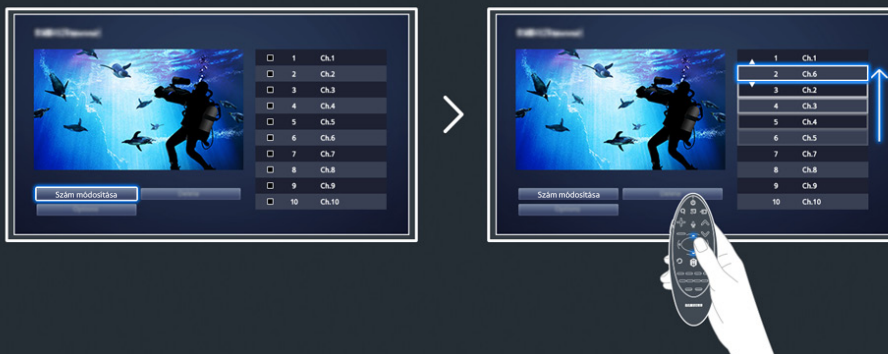 1 Ch.1
2 Ch.2
3 Ch.3
4 Ch.4
5 Ch.5
6 Ch.6
7 Ch.7
8 Ch.8
9 Ch.9
10 Ch.10
Szám módosítása
1 Ch.1
2 Ch.6
3 Ch.2
4 Ch.3
5 Ch.4
6 Ch.5
7 Ch.7
8 Ch.8
9 Ch.9
10 Ch.10
Szám módosítása